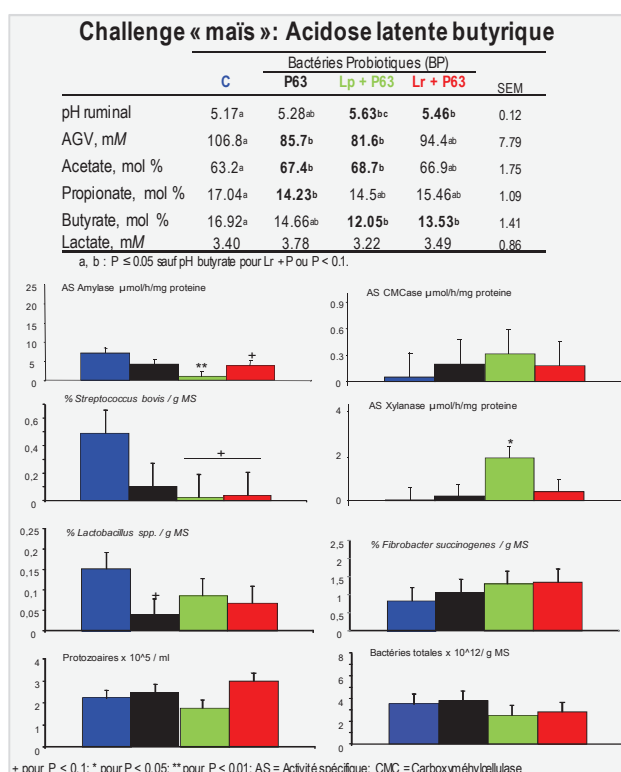 Challenge « maïs »: Acidose latente butyrique
Bactéries Probiotiques (BP)
C P63 Lp + P63 Lr + P63 SEM
pH ruminal 5.17a 5.28ab 5.63bc 5.46b 0.12
AGV, mM 106.8a 85.7b 81.6b 94.4ab 7.79
Acetate, mol % 63.2a 67.4b 68.7b 66.9ab 1.75
Propionate, mol % 17.04a 14.23b 14.5ab 15.46ab 1.09
Butyrate, mol % 16.92a 14.66ab 12.05b 13.53b 1.41
Lactate, mM 3.40 3.78 3.22 3.49 0.86
a, b : P ≤ 0.05 sauf pH butyrate pour Lr + P ou P < 0.1.
AS Amylase µmol/h/mg proteine
25
20
15
10
5
0
**
+
AS CMCase µmol/h/mg proteine
0.9
0.6
0.3
0
% Streptococcus bovis / g MS
0,6
0,4
0,2
0
+
AS Xylanase µmol/h/mg proteine
4
2
0
*
% Lactobacillus spp. / g MS
0,25
0,2
0,15
0,1
0,05
0
+
% Fibrobacter succinogenes / g MS
2,5
2
1,5
1
0,5
0
Protozoaires x 10^5 / ml
4
3
2
1
0
Bactéries totales x 10^12/ g MS
8
6
4
2
0
+ pour P < 0.1; * pour P < 0.05; ** pour P < 0.01; AS = Activité spécifique; CMC = Carboxyméhylcellulase